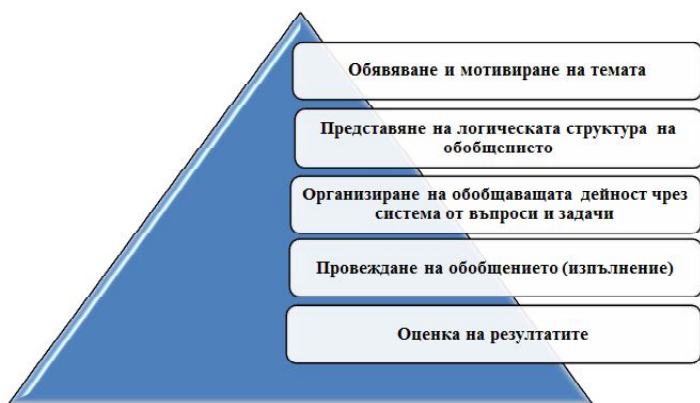 Обявяване и мотивиране на темата
Представяне на логическата структура на
обобщението
Организиране на обобщаващата дейност чрез
система от въпроси и задачи
Провеждане на обобщението (изпълнение)
Оценка на резултатите